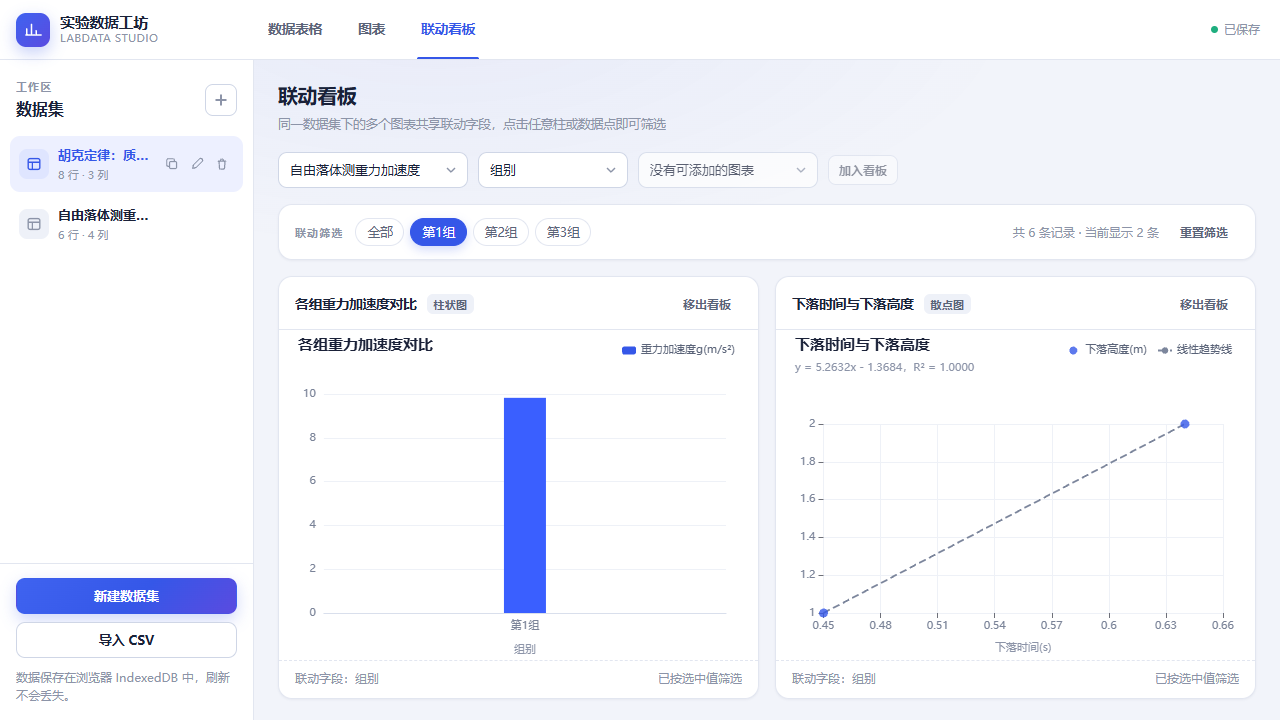 实验数据工坊
LABDATA STUDIO
数据表格
图表
联动看板
已保存
工作区
数据集
胡克定律：质...
8 行 · 3 列
自由落体测重...
6 行 · 4 列
新建数据集
导入 CSV
数据保存在浏览器 IndexedDB 中，刷新
不会丢失。
联动看板
同一数据集下的多个图表共享联动字段，点击任意柱或数据点即可筛选
自由落体测重力加速度
组别
没有可添加的图表
加入看板
联动筛选
全部
第1组
第2组
第3组
共 6 条记录 · 当前显示 2 条
重置筛选
各组重力加速度对比
柱状图
移出看板
各组重力加速度对比
重力加速度g(m/s²)
10
8
6
4
2
0
第1组
组别
联动字段：组别
已按选中值筛选
下落时间与下落高度
散点图
移出看板
下落时间与下落高度
y = 5.2632x - 1.3684，R² = 1.0000
下落高度(m)
线性趋势线
2
1.8
1.6
1.4
1.2
1
0.45
0.48
0.51
0.54
0.57
0.6
0.63
0.66
下落时间(s)
联动字段：组别
已按选中值筛选